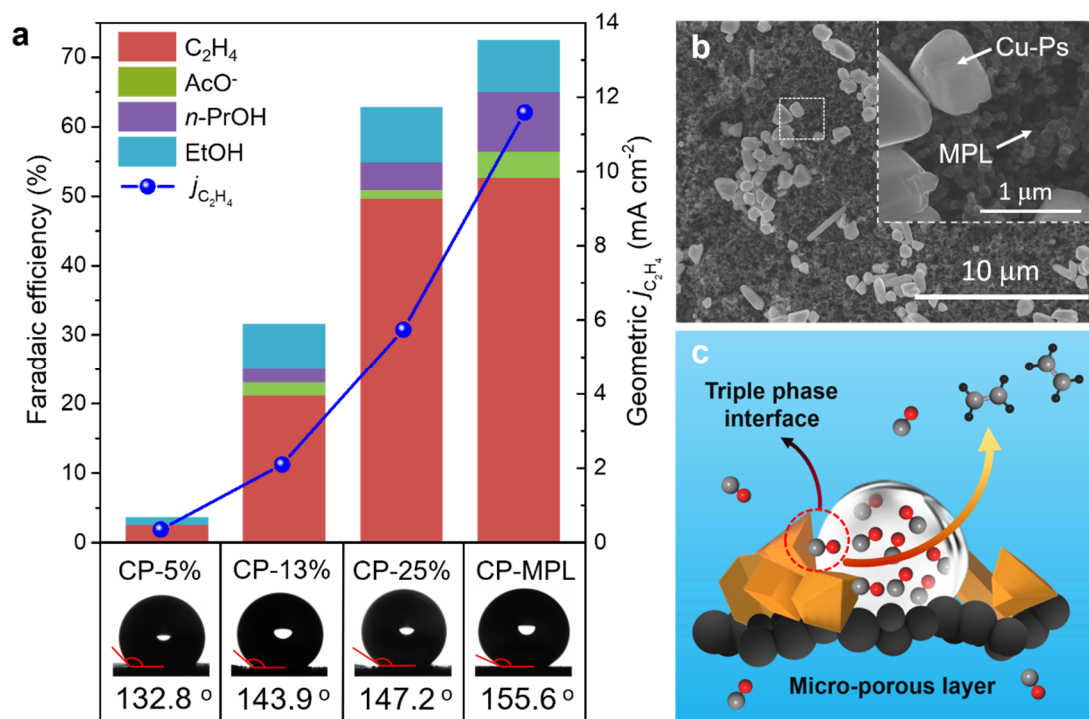 a
Faradaic efficiency (%)
70
60
50
40
30
20
10
0
C₂H₄
AcO⁻
n-PrOH
EtOH
j_C₂H₄
14
12
10
8
6
4
2
0
Geometric j_C₂H₄ (mA cm⁻²)
CP-5%
CP-13%
CP-25%
CP-MPL
132.8 °
143.9 °
147.2 °
155.6 °
b
Cu-Ps
MPL
1 μm
10 μm
c
Triple phase
interface
Micro-porous layer